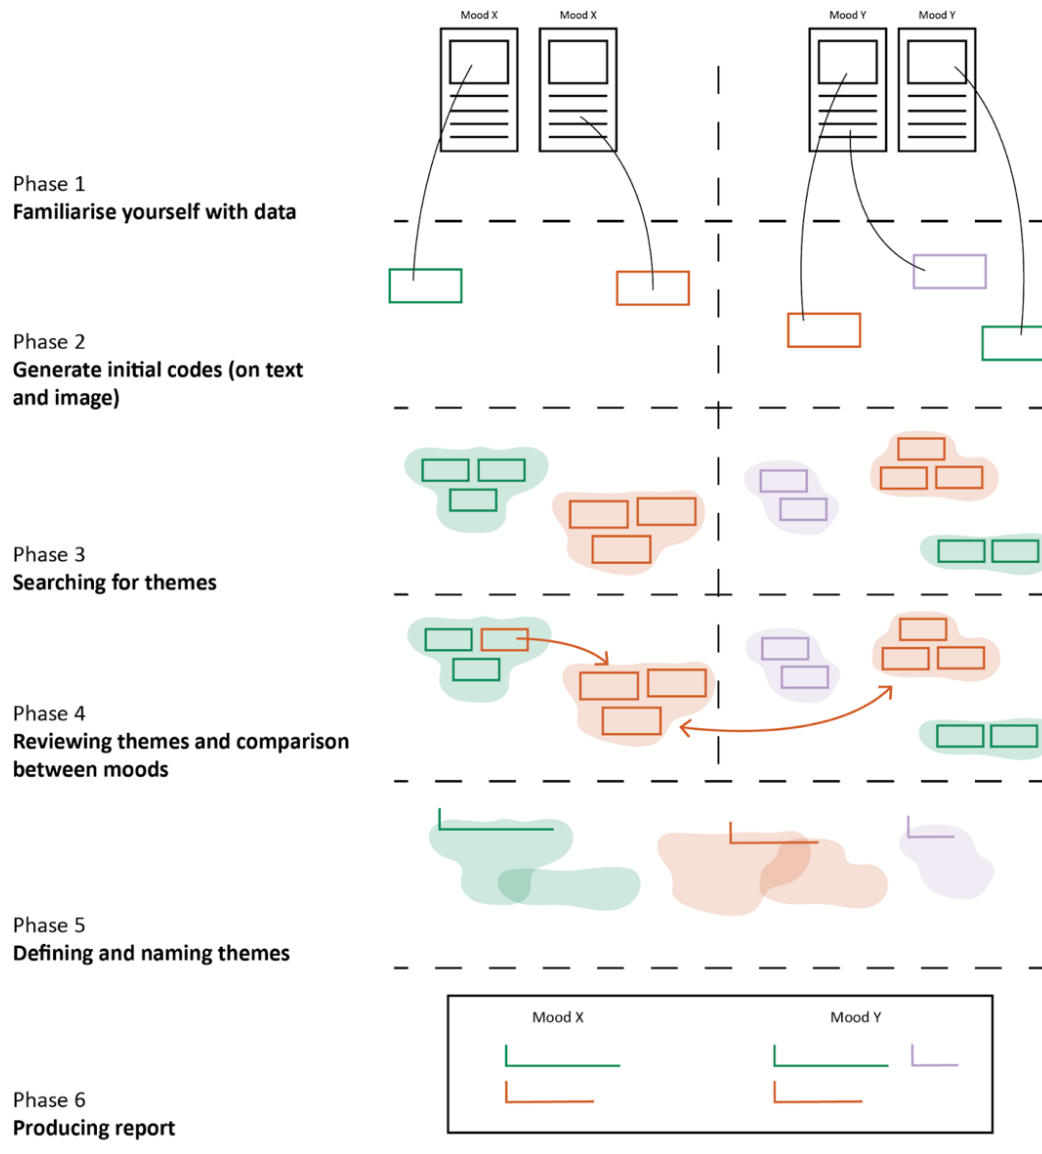 Mood X
Mood X
Mood Y
Mood Y
Phase 1
Familiarise yourself with data
Phase 2
Generate initial codes (on text
and image)
Phase 3
Searching for themes
Phase 4
Reviewing themes and comparison
between moods
Phase 5
Defining and naming themes
Mood X
Mood Y
Phase 6
Producing report